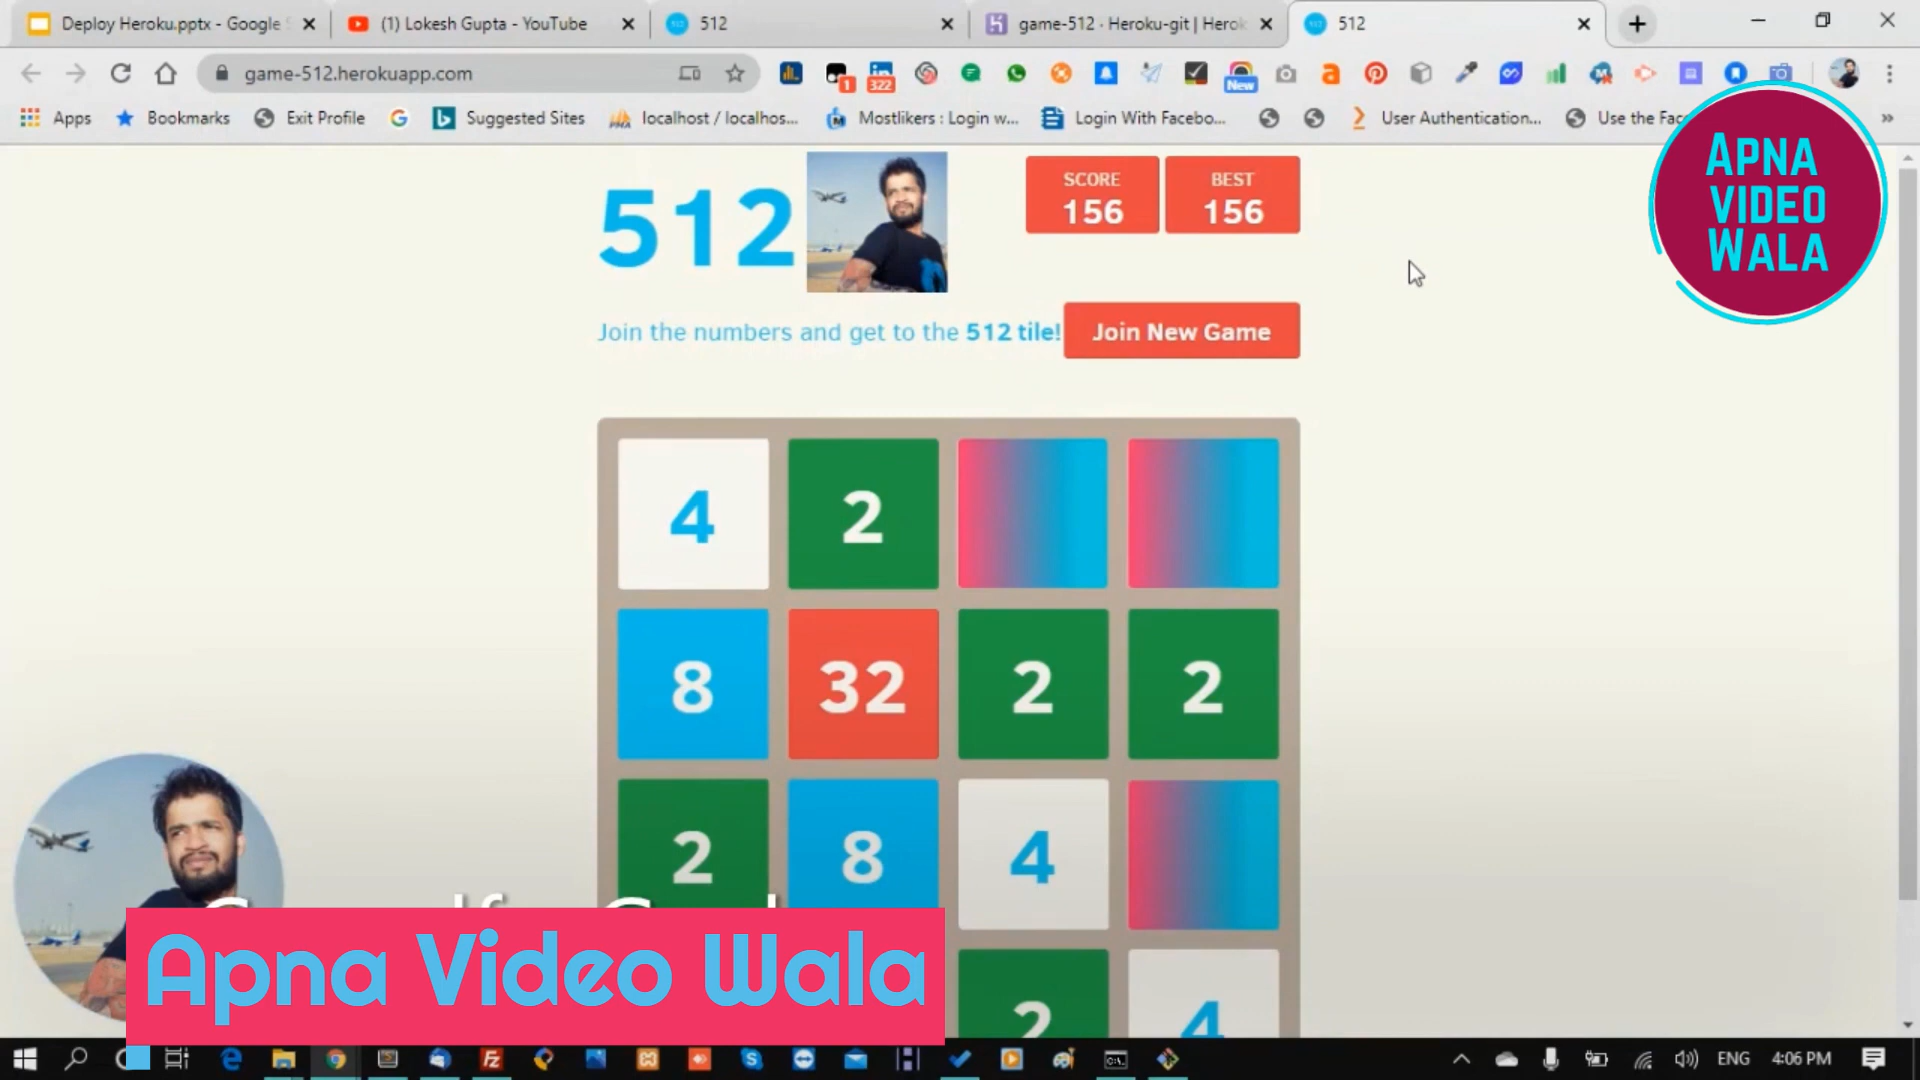 Deploy Heroku.pptx - Google
(1) Lokesh Gupta - YouTube
512
game-512 · Heroku-git | Herok
512
game-512.herokuapp.com
1
322
New
Apps
Bookmarks
Exit Profile
Suggested Sites
localhost / localhos...
Mostlikers : Login w...
Login With Facebo...
User Authentication...
Use the Fac
APNA
VIDEO
WALA
512
SCORE
156
BEST
156
Join the numbers and get to the 512 tile!
Join New Game
4 2
8 32 2 2
2 8 4
2 4
Apna Video Wala
ENG
4:06 PM